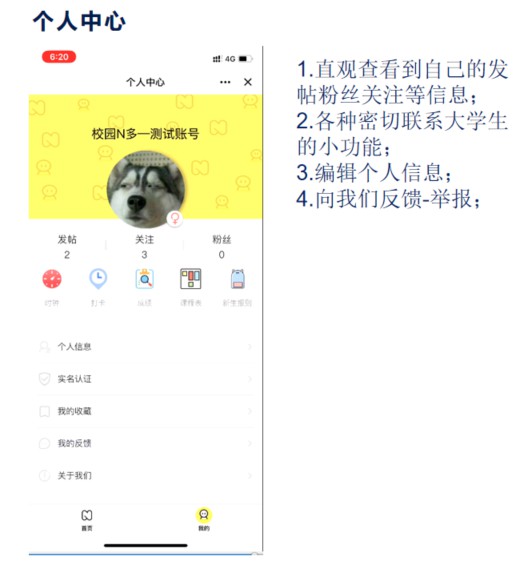 个人中心
6:20
4G
个人中心
校园N多一测试账号
发帖
关注
粉丝
2
3
0
打卡
课程表
新生报到
个人信息
实名认证
我的收藏
我的反馈
关于我们
首页
我的
1.直观查看到自己的发
帖粉丝关注等信息；
2.各种密切联系大学生
的小功能；
3.编辑个人信息；
4.向我们反馈-举报；